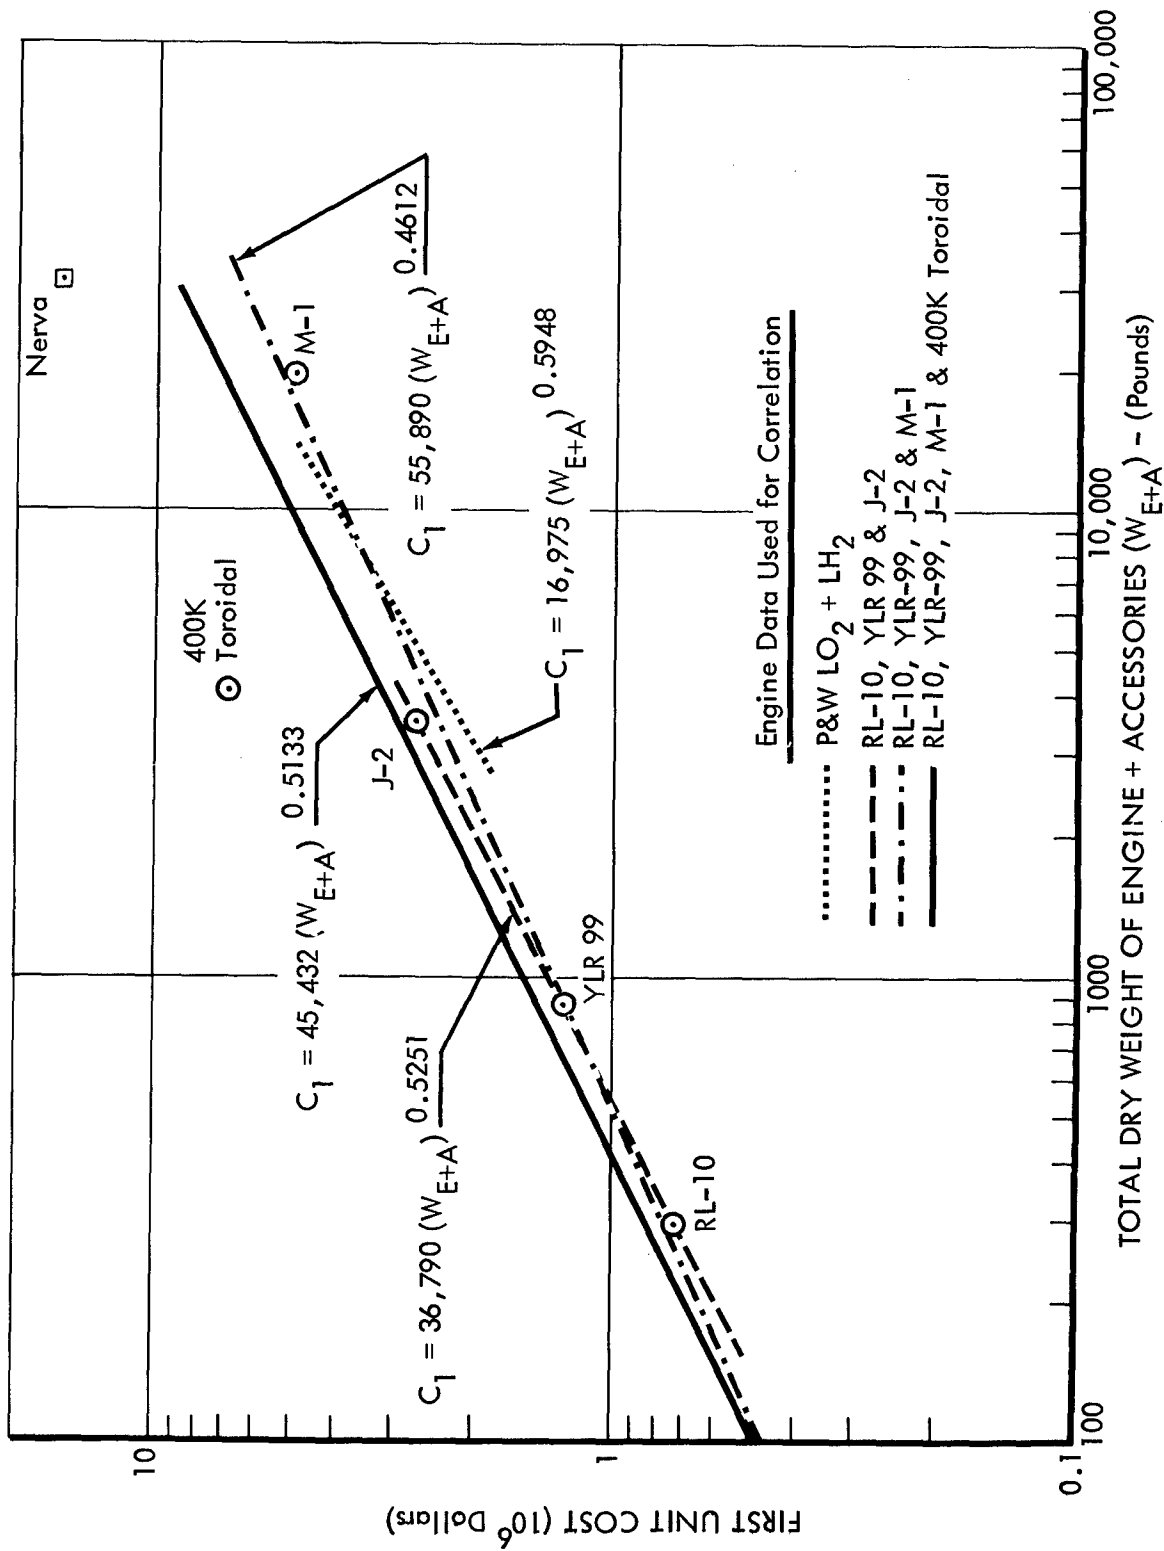 FIRST UNIT COST (10⁶ Dollars)
10
1
0.1
Nerva
400K
Toroidal
M-1
J-2
YLR 99
RL-10
C₁ = 45,432 (W_E+A) 0.5133
C₁ = 36,790 (W_E+A) 0.5251
C₁ = 55,890 (W_E+A) 0.4612
C₁ = 16,975 (W_E+A) 0.5948
Engine Data Used for Correlation
P&W LO₂ + LH₂
RL-10, YLR 99 & J-2
RL-10, YLR-99, J-2 & M-1
RL-10, YLR-99, J-2, M-1 & 400K Toroidal
100
1000
10,000
100,000
TOTAL DRY WEIGHT OF ENGINE + ACCESSORIES (W_E+A) - (Pounds)